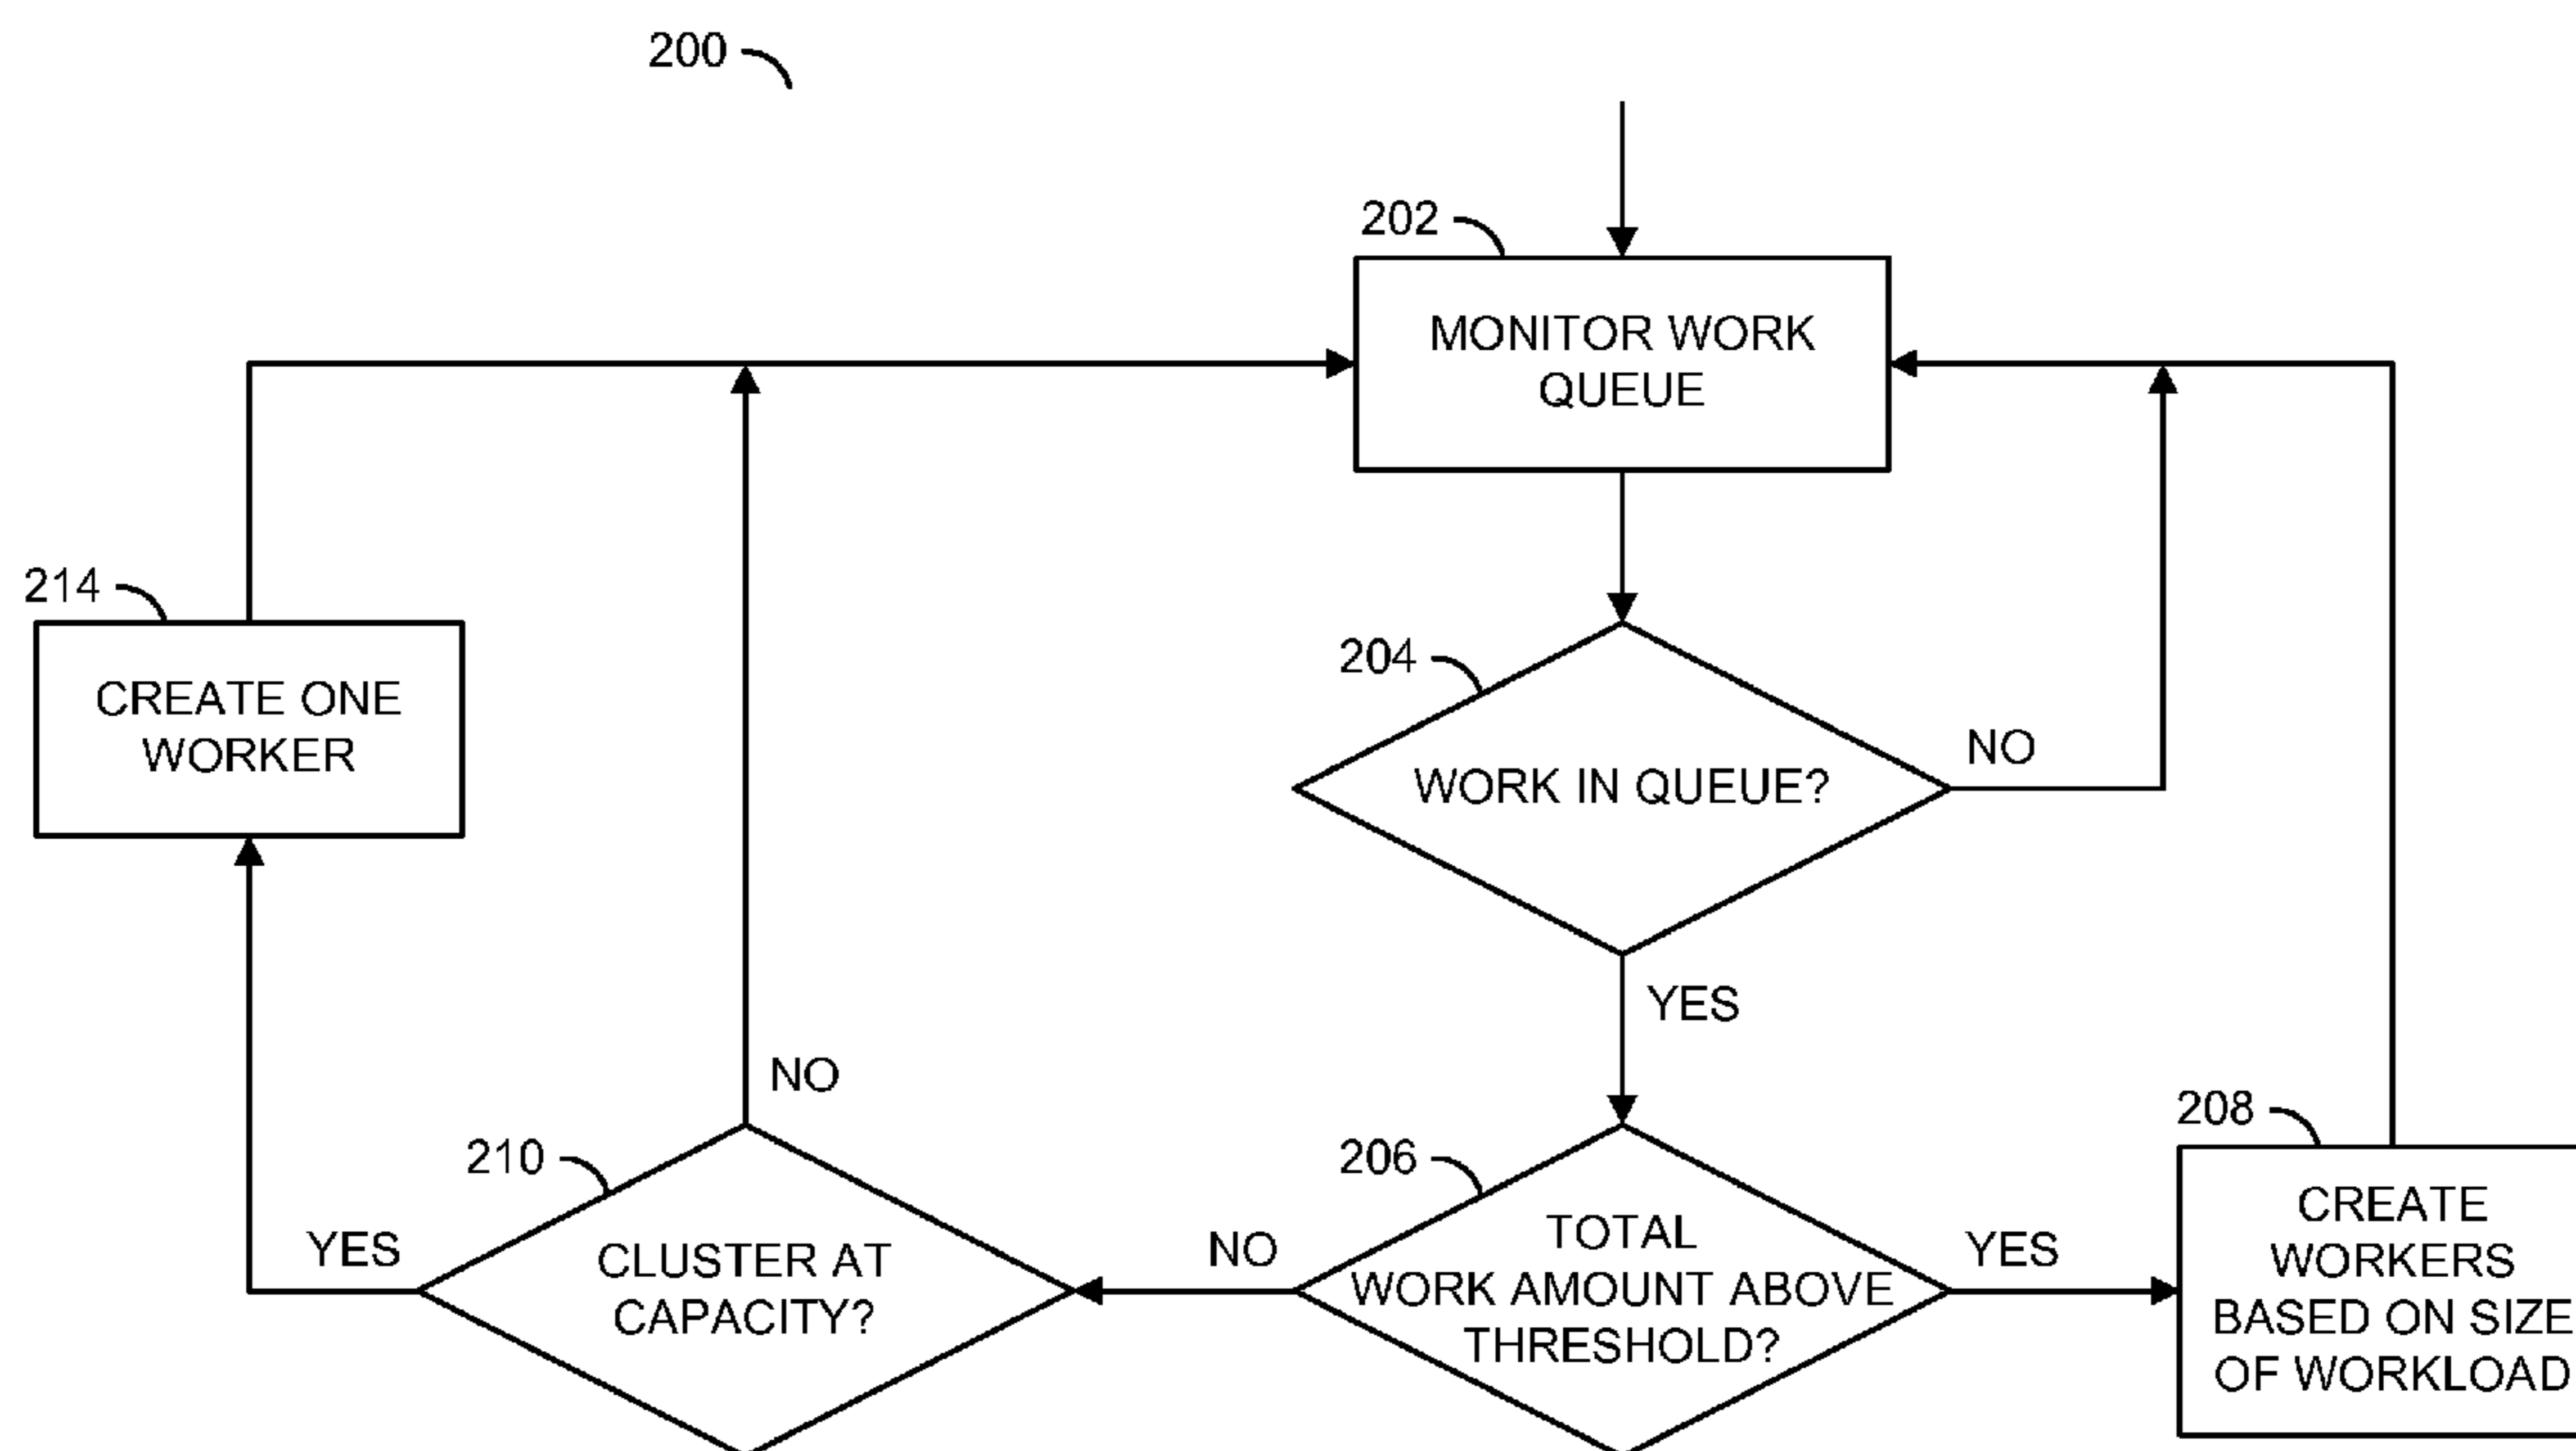 200
202
MONITOR WORK
QUEUE
214
CREATE ONE
WORKER
204
WORK IN QUEUE?
NO
YES
NO
210
CLUSTER AT
CAPACITY?
YES
206
TOTAL
WORK AMOUNT ABOVE
THRESHOLD?
NO
YES
208
CREATE
WORKERS
BASED ON SIZE
OF WORKLOAD